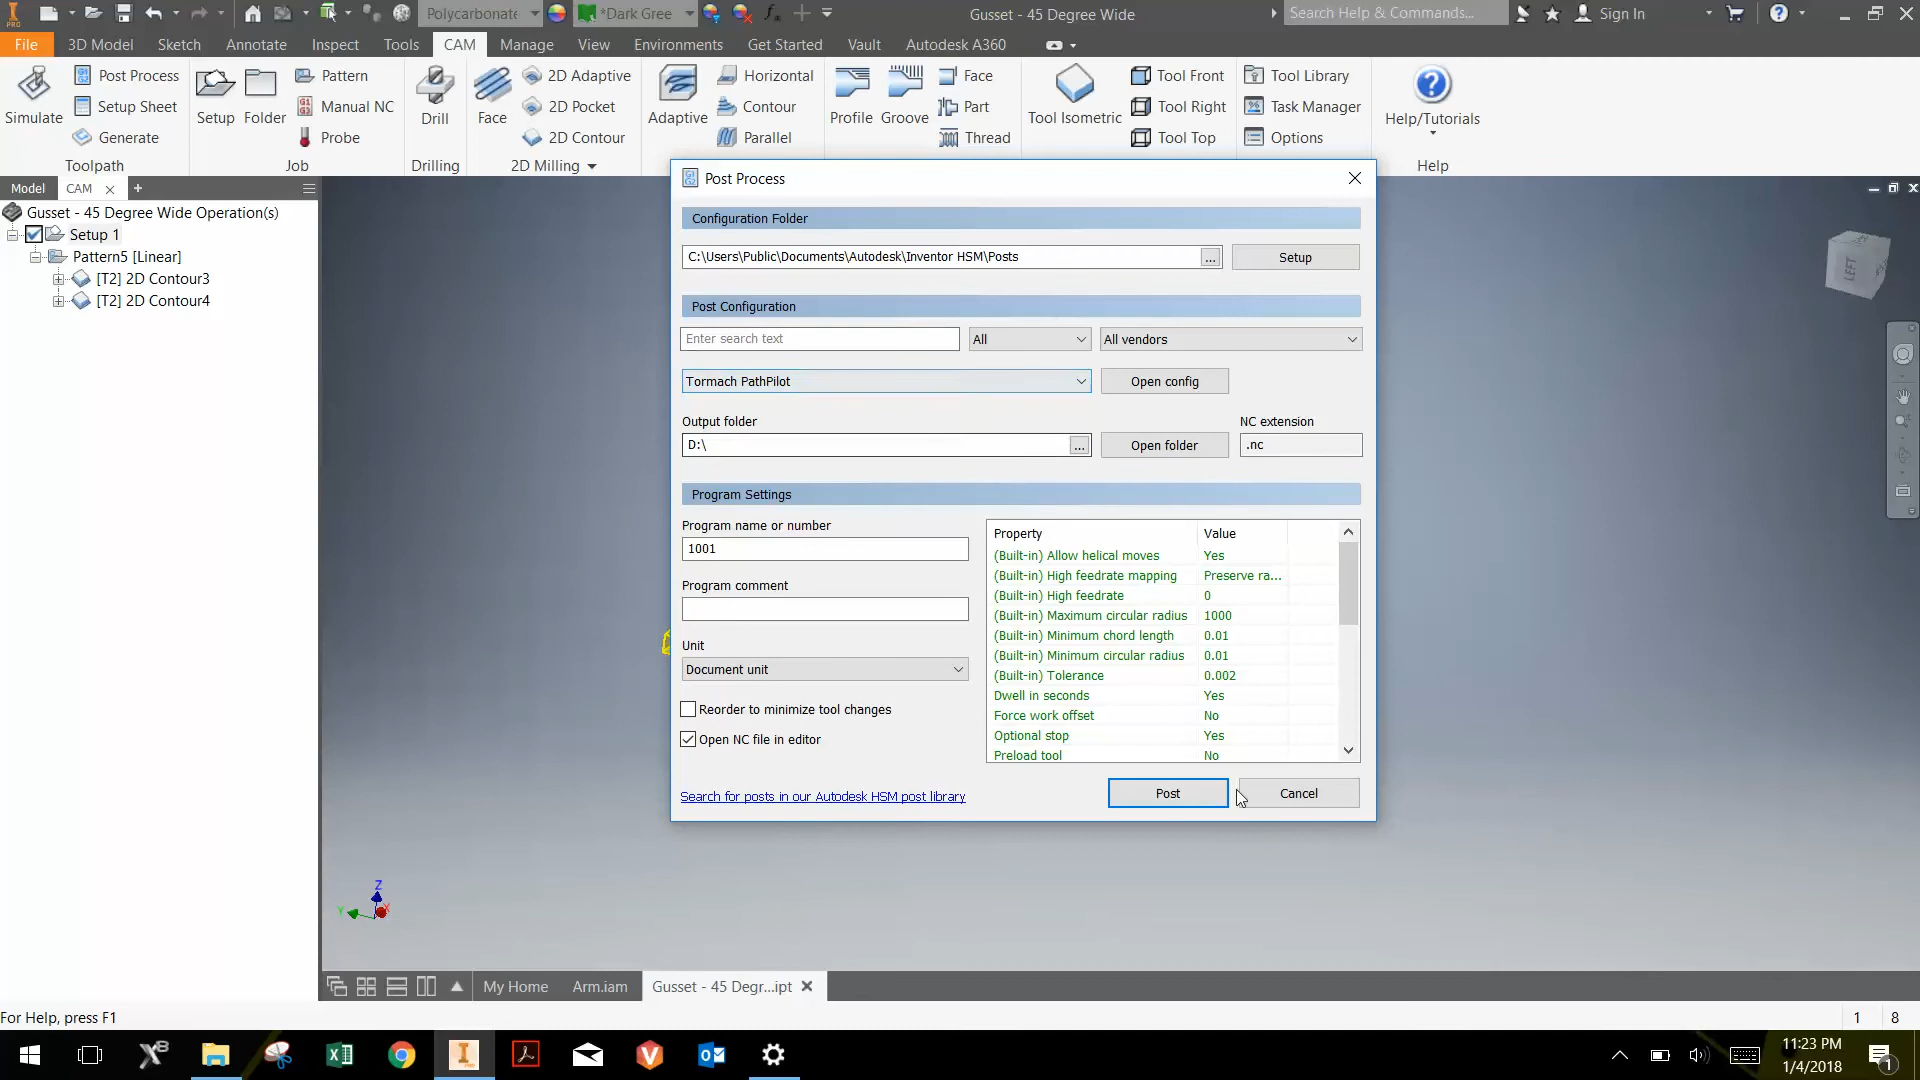 PRO
Polycarbonate
*Dark Gree
Gusset - 45 Degree Wide
Search Help & Commands...
Sign In
File
3D Model
Sketch
Annotate
Inspect
Tools
CAM
Manage
View
Environments
Get Started
Vault
Autodesk A360
Simulate
Post Process
Setup Sheet
Generate
Toolpath
Setup
Folder
Pattern
Manual NC
Probe
Job
Drill
Drilling
Face
2D Adaptive
2D Pocket
2D Contour
2D Milling
Adaptive
Horizontal
Contour
Parallel
Profile
Groove
Face
Part
Thread
Tool Isometric
Tool Front
Tool Right
Tool Top
Tool Library
Task Manager
Options
Help/Tutorials
Help
Model
CAM
Gusset - 45 Degree Wide Operation(s)
Setup 1
Pattern5 [Linear]
[T2] 2D Contour3
[T2] 2D Contour4
LEFT
Post Process
Configuration Folder
C:\Users\Public\Documents\Autodesk\Inventor HSM\Posts
...
Setup
Post Configuration
Enter search text
All
All vendors
Tormach PathPilot
Open config
Output folder
NC extension
D:\
...
Open folder
.nc
Program Settings
Program name or number
1001
Program comment
Unit
Document unit
Reorder to minimize tool changes
Open NC file in editor
Property Value
(Built-in) Allow helical moves Yes
(Built-in) High feedrate mapping Preserve ra...
(Built-in) High feedrate 0
(Built-in) Maximum circular radius 1000
(Built-in) Minimum chord length 0.01
(Built-in) Minimum circular radius 0.01
(Built-in) Tolerance 0.002
Dwell in seconds Yes
Force work offset No
Optional stop Yes
Preload tool No
Search for posts in our Autodesk HSM post library
Post
Cancel
Z
Y
X
My Home
Arm.iam
Gusset - 45 Degr...ipt
For Help, press F1
1 8
11:23 PM
1/4/2018
1